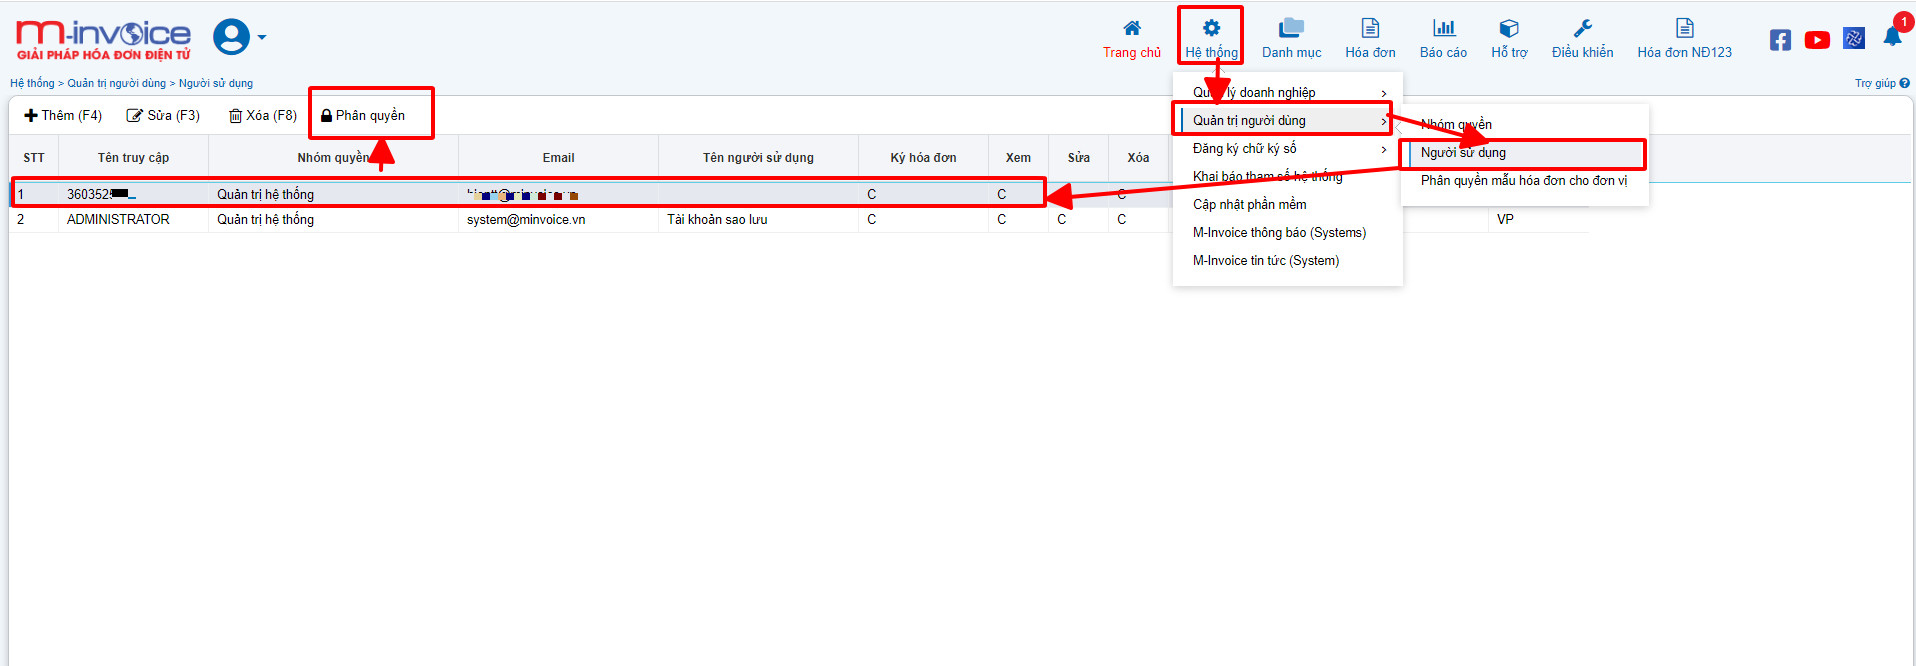 m-invoice
GIẢI PHÁP HÓA ĐƠN ĐIỆN TỬ
Trang chủ
Hệ thống
Danh mục
Hóa đơn
Báo cáo
Hỗ trợ
Điều khiển
Hóa đơn NĐ123
1
Hệ thống > Quản trị người dùng > Người sử dụng
Trợ giúp
Thêm (F4)
Sửa (F3)
Xóa (F8)
Phân quyền
Quản lý doanh nghiệp
Quản trị người dùng
Đăng ký chữ ký số
Khai báo tham số hệ thống
Cập nhật phần mềm
M-Invoice thông báo (Systems)
M-Invoice tin tức (System)
Nhóm quyền
Người sử dụng
Phân quyền mẫu hóa đơn cho đơn vị
STT Tên truy cập Nhóm quyền Email Tên người sử dụng Ký hóa đơn Xem Sửa Xóa
1 360352 Quản trị hệ thống C C C
2 ADMINISTRATOR Quản trị hệ thống system@minvoice.vn Tài khoản sao lưu C C C C VP